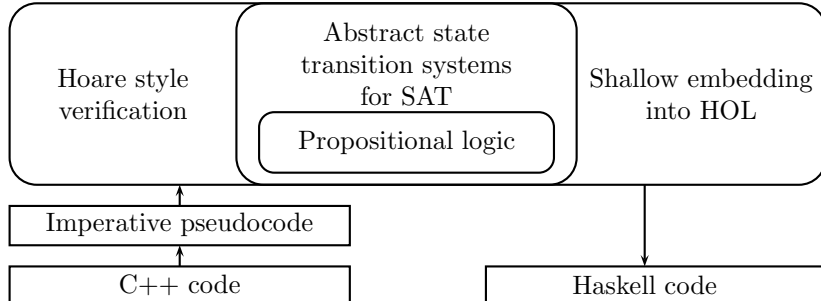 Hoare style
verification
Abstract state
transition systems
for SAT
Propositional logic
Shallow embedding
into HOL
Imperative pseudocode
C++ code
Haskell code